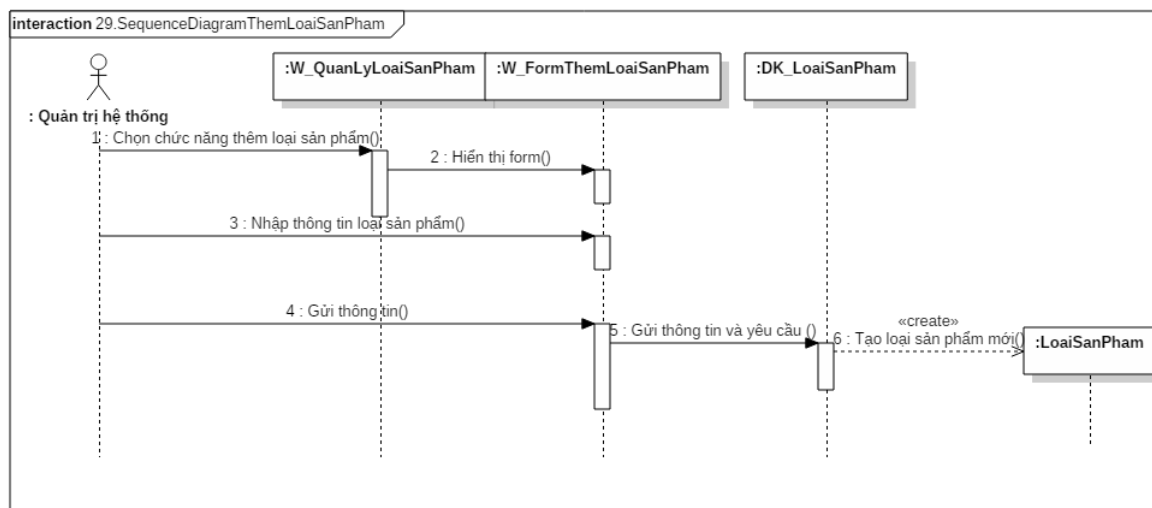 interaction 29.SequenceDiagramThemLoaiSanPham
:W_QuanLyLoaiSanPham
:W_FormThemLoaiSanPham
:DK_LoaiSanPham
: Quản trị hệ thống
1 : Chọn chức năng thêm loại sản phẩm()
2 : Hiển thị form()
3 : Nhập thông tin loại sản phẩm()
4 : Gửi thông tin()
5 : Gửi thông tin và yêu cầu ()
«create»
6 : Tạo loại sản phẩm mới()
:LoaiSanPham